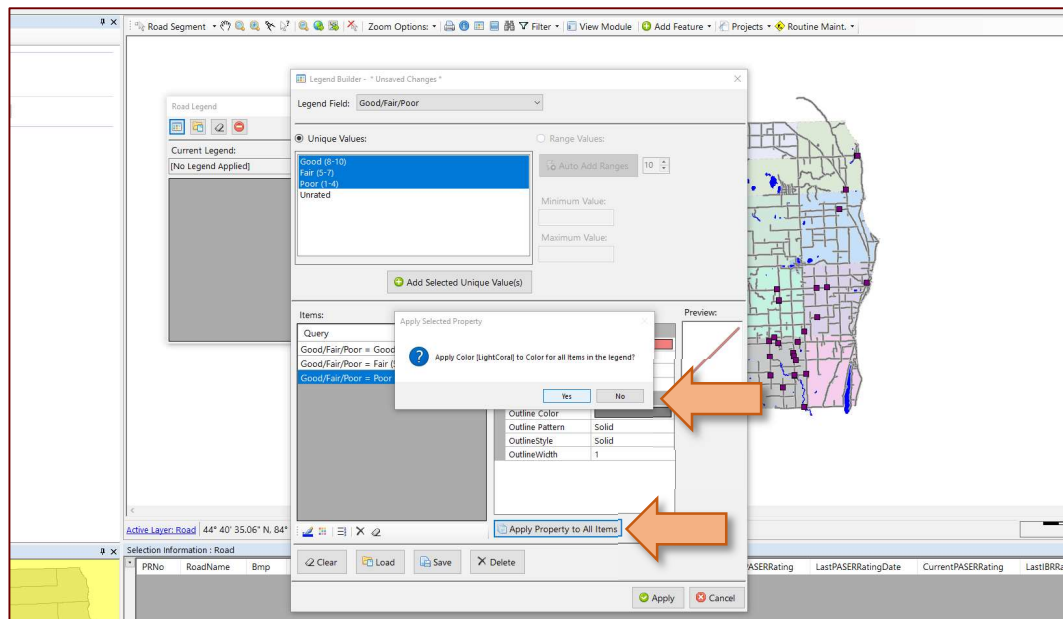 Road Segment Zoom Options: Filter View Module Add Feature Projects Routine Maint.
Legend Builder - * Unsaved Changes *
Legend Field: Good/Fair/Poor
Road Legend
Current Legend:
[No Legend Applied]
Unique Values:
Range Values:
Good (8-10)
Fair (5-7)
Poor (1-4)
Unrated
Auto Add Ranges 10
Minimum Value:
Maximum Value:
Add Selected Unique Value(s)
Items:
Preview:
Query
Good/Fair/Poor = Good
Good/Fair/Poor = Fair (
Good/Fair/Poor = Poor
Apply Selected Property
Apply Color [LightCoral] to Color for all items in the legend?
Yes No
Outline Color
Outline Pattern Solid
OutlineStyle Solid
OutlineWidth 1
Apply Property to All Items
Active Layer: Road 44° 40' 35.06" N, 84°
Clear Load Save Delete
Apply Cancel
Selection Information : Road
PRNo RoadName Bmp ASERRating LastPASERRatingDate CurrentPASERRating LastIBRRa